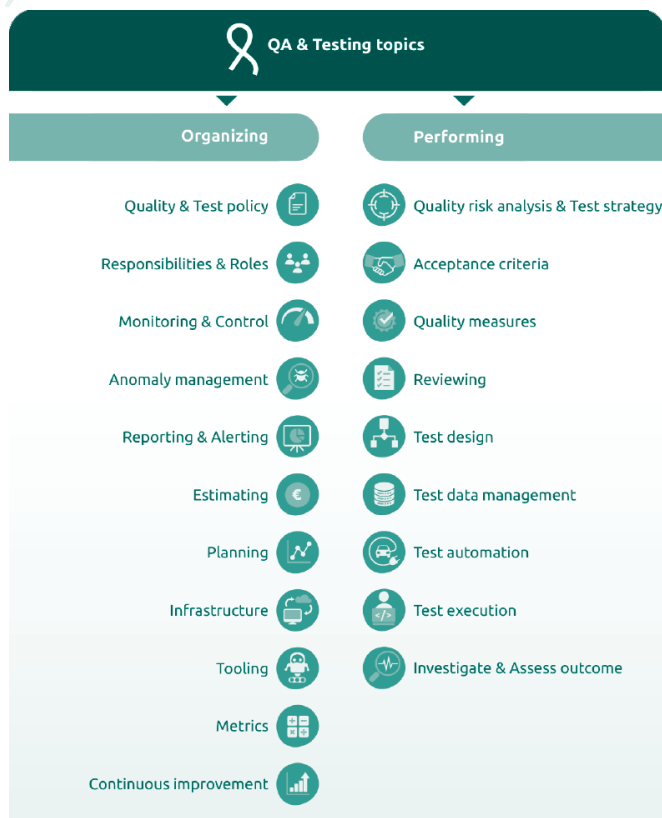 QA & Testing topics
Organizing
Performing
Quality & Test policy
Quality risk analysis & Test strategy
Responsibilities & Roles
Acceptance criteria
Monitoring & Control
Quality measures
Anomaly management
Reviewing
Reporting & Alerting
Test design
Estimating
€
Test data management
Planning
Test automation
Infrastructure
</>
Test execution
Tooling
Investigate & Assess outcome
Metrics
Continuous improvement